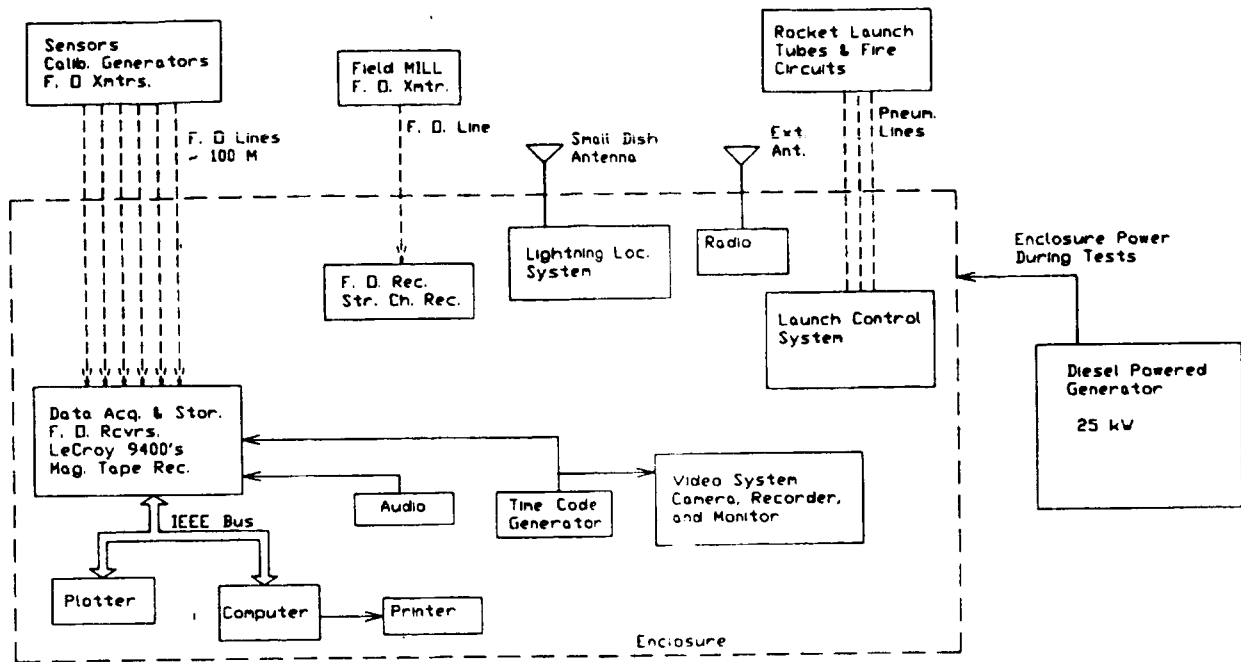 Sensors
Calib. Generators
F. O Xmtrs.
Field MILL
F. O. Xmtr.
Rocket Launch
Tubes & Fire
Circuits
F. O Lines
~ 100 M
F. O. Line
Small Dish
Antenna
Ext.
Ant.
Pneum.
Lines
Lightning Loc.
System
Radio
Enclosure Power
During Tests
F. O. Rec.
Str. Ch. Rec.
Launch Control
System
Diesel Powered
Generator
25 kW
Data Acq. & Stor.
F. O. Rcvrs.
LeCroy 9400's
Mag. Tape Rec.
Audio
Time Code
Generator
Video System
Camera, Recorder,
and Monitor
IEEE Bus
Plotter
Computer
Printer
Enclosure